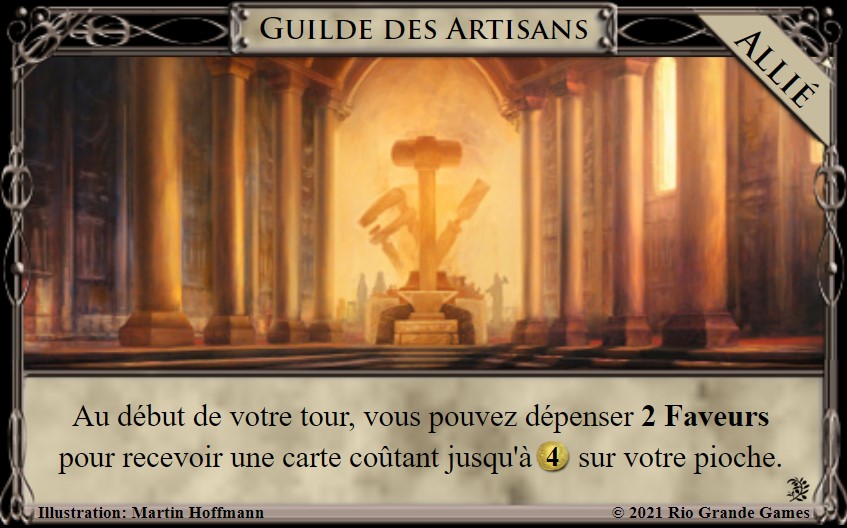 Guilde des Artisans
Allié
Au début de votre tour, vous pouvez dépenser 2 Faveurs
pour recevoir une carte coûtant jusqu'à 4 sur votre pioche.
Illustration: Martin Hoffmann
© 2021 Rio Grande Games